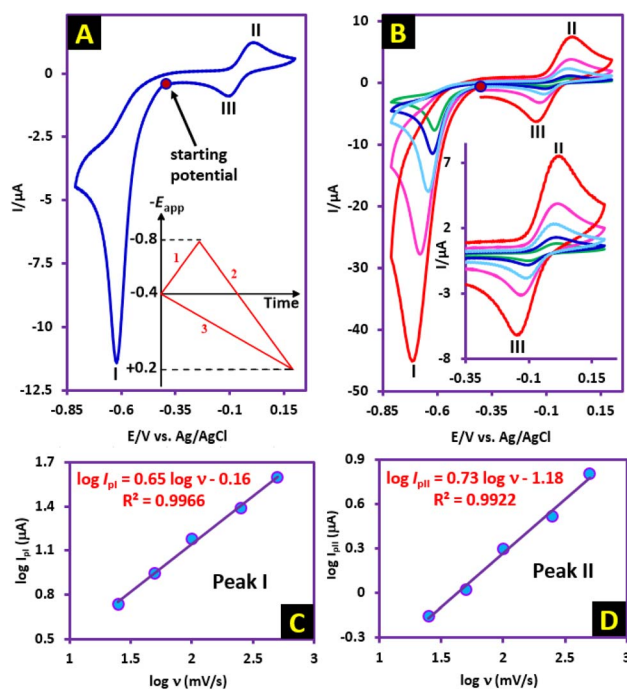 A
II
III
I
starting
potential
0
-2.5
-5
-7.5
-10
-12.5
I/µA
-0.85
-0.6
-0.35
-0.1
0.15
E/V vs. Ag/AgCl
-Eapp
-0.8
-0.4
+0.2
1
2
3
Time
B
II
III
I
10
0
-10
-20
-30
-40
-50
I/µA
-0.85
-0.6
-0.35
-0.1
0.15
E/V vs. Ag/AgCl
II
III
7
2
-3
-8
I/µA
-0.35
-0.1
0.15
log IpI = 0.65 log ν - 0.16
R² = 0.9966
Peak I
C
1.7
1.4
1.1
0.8
0.5
log IpI (µA)
1
1.5
2
2.5
3
log ν (mV/s)
log IpII = 0.73 log ν - 1.18
R² = 0.9922
Peak II
D
0.9
0.6
0.3
0
-0.3
log IpII (µA)
1
1.5
2
2.5
3
log ν (mV/s)